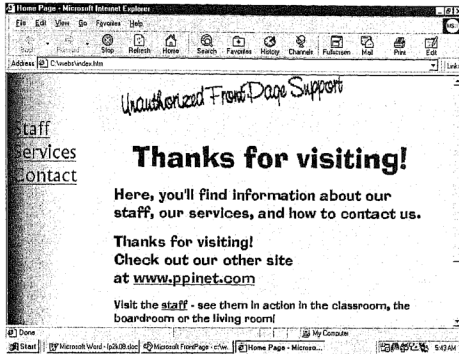 Home Page - Microsoft Internet Explorer
File Edit View Go Favorites Help
Stop Refresh Home Search Favorites History Channels Fullscreen Mail Print Edit
Address C:\webs\index.htm Links
Unauthorized FrontPage Support
Staff
Services
Contact
Thanks for visiting!
Here, you'll find information about our
staff, our services, and how to contact us.
Thanks for visiting!
Check out our other site
at www.ppinet.com
Visit the staff - see them in action in the classroom, the
boardroom or the living room!
Done My Computer
Start Microsoft Word - fp2k08.doc Microsoft FrontPage - c:\w... Home Page - Microso... 5:43 AM